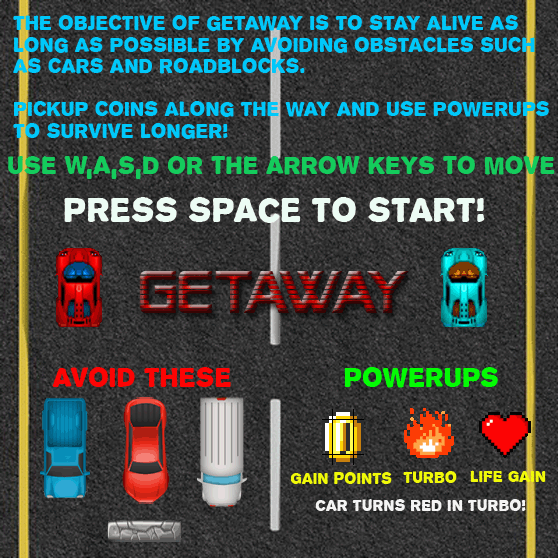 THE OBJECTIVE OF GETAWAY IS TO STAY ALIVE AS
LONG AS POSSIBLE BY AVOIDING OBSTACLES SUCH
AS CARS AND ROADBLOCKS.
PICKUP COINS ALONG THE WAY AND USE POWERUPS
TO SURVIVE LONGER!
USE W,A,S,D OR THE ARROW KEYS TO MOVE
PRESS SPACE TO START!
GETAWAY
AVOID THESE
POWERUPS
GAIN POINTS TURBO LIFE GAIN
CAR TURNS RED IN TURBO!